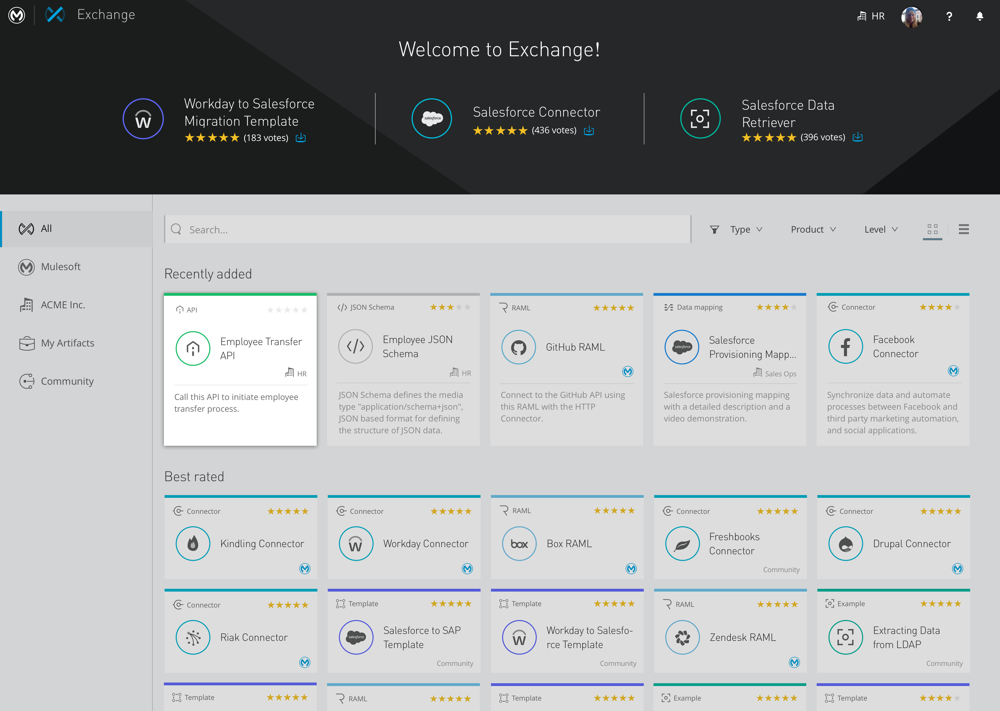 Exchange
HR
?
Welcome to Exchange!
Workday to Salesforce
Migration Template
(183 votes)
salesforce
Salesforce Connector
(436 votes)
Salesforce Data
Retriever
(396 votes)
All
Mulesoft
ACME Inc.
My Artifacts
Community
Search...
Type
Product
Level
Recently added
API
Employee Transfer
API
HR
Call this API to initiate employee
transfer process.
</> JSON Schema
</>
Employee JSON
Schema
HR
JSON Schema defines the media
type "application/schema+json",
JSON based format for defining
the structure of JSON data.
RAML
GitHub RAML
Connect to the GitHub API using
this RAML with the HTTP
Connector.
Data mapping
salesforce
Salesforce
Provisioning Mapp...
Sales Ops
Salesforce provisioning mapping
with a detailed description and a
video demonstration.
Connector
Facebook
Connector
Synchronize data and automate
processes between Facebook and
third party marketing automation,
and social applications.
Best rated
Connector
Kindling Connector
Connector
Workday Connector
RAML
box
Box RAML
Connector
Freshbooks
Connector
Community
Connector
Drupal Connector
Connector
Riak Connector
Template
salesforce
Salesforce to SAP
Template
Community
Template
Workday to Salesfo-
rce Template
Community
RAML
Zendesk RAML
Example
Extracting Data
from LDAP
Community
Template
RAML
Template
Example
Template